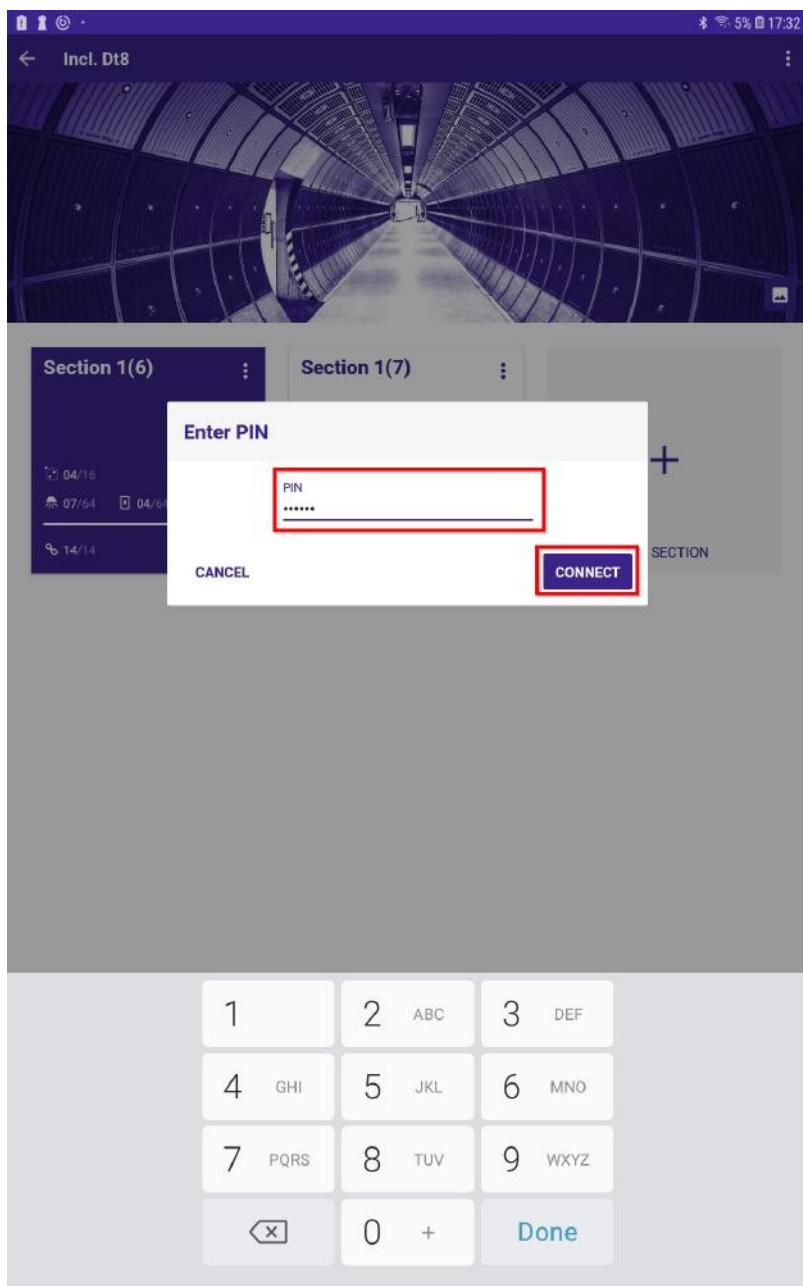 5% 17:32
Incl. Dt8
Section 1(6)
Section 1(7)
Enter PIN
04/16
07/64 04/64
PIN
••••••
14/14
SECTION
CANCEL
CONNECT
1
2 ABC
3 DEF
4 GHI
5 JKL
6 MNO
7 PQRS
8 TUV
9 WXYZ
0 +
Done